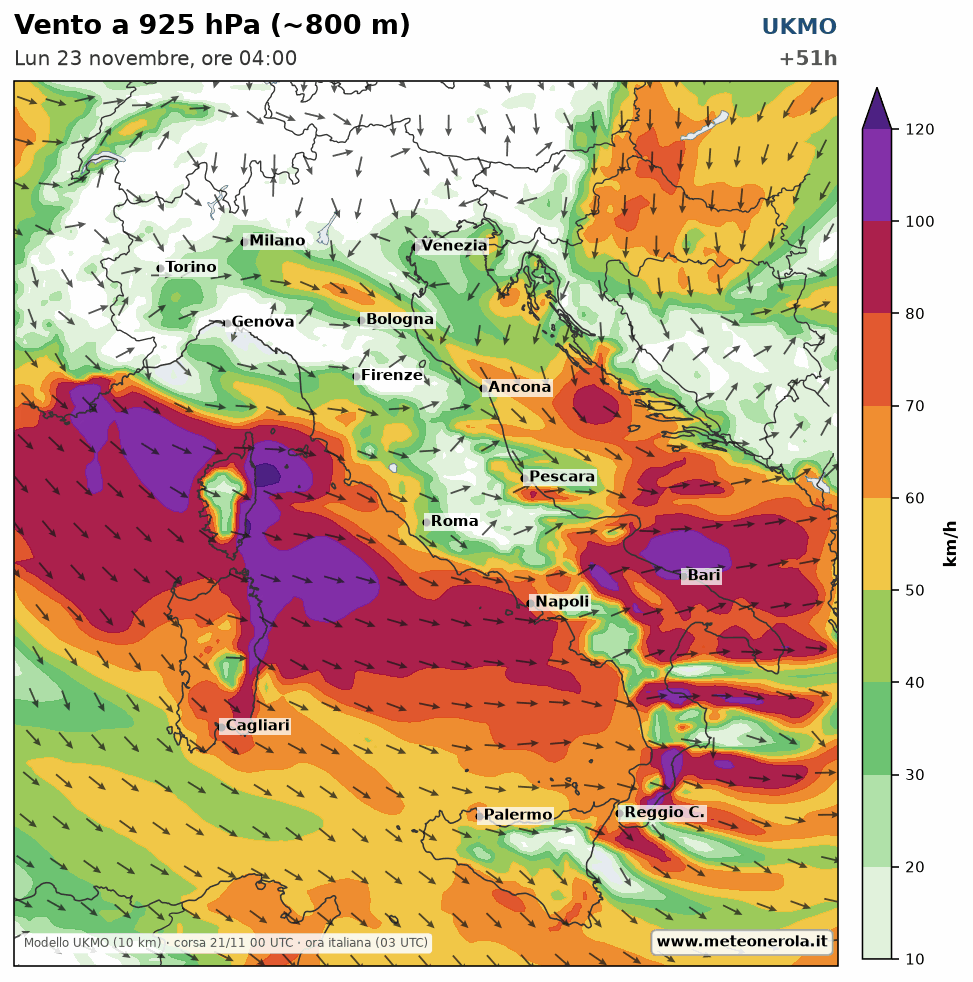 Vento a 925 hPa (~800 m)
UKMO
Lun 23 novembre, ore 04:00
+51h
120
100
80
70
60
50
40
30
20
10
km/h
Milano
Venezia
Torino
Genova
Bologna
Firenze
Ancona
Pescara
Roma
Bari
Napoli
Cagliari
Palermo
Reggio C.
Modello UKMO (10 km) · corsa 21/11 00 UTC · ora italiana (03 UTC)
www.meteonerola.it